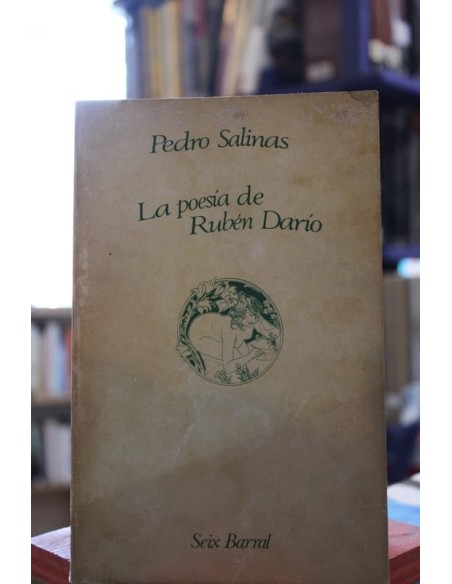 Pedro Salinas
La poesía de
Rubén Darío
Seix Barral